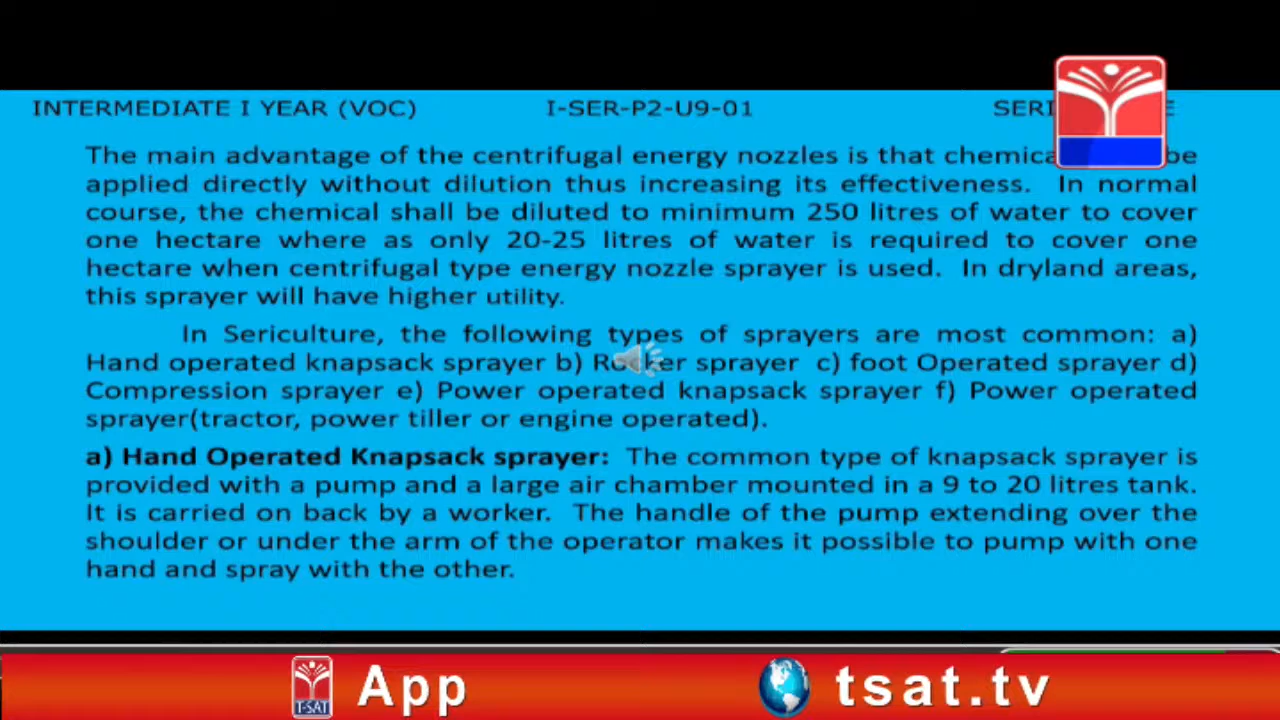 INTERMEDIATE I YEAR (VOC) I-SER-P2-U9-01
The main advantage of the centrifugal energy nozzles is that be
applied directly without dilution thus increasing its effectiveness. In normal
course, the chemical shall be diluted to minimum 250 litres of water to cover
one hectare where as only 20-25 litres of water is required to cover one
hectare when centrifugal type energy nozzle sprayer is used. In dryland areas,
this sprayer will have higher utility.
In Sericulture, the following types of sprayers are most common: a)
Hand operated knapsack sprayer b) sprayer c) foot Operated sprayer d)
Compression sprayer e) Power operated knapsack sprayer f) Power operated
sprayer(tractor, power tiller or engine operated).
a) Hand Operated Knapsack sprayer: The common type of knapsack sprayer is
provided with a pump and a large air chamber mounted in a 9 to 20 litres tank.
It is carried on back by a worker. The handle of the pump extending over the
shoulder or under the arm of the operator makes it possible to pump with one
hand and spray with the other.
T-SAT App tsat.tv